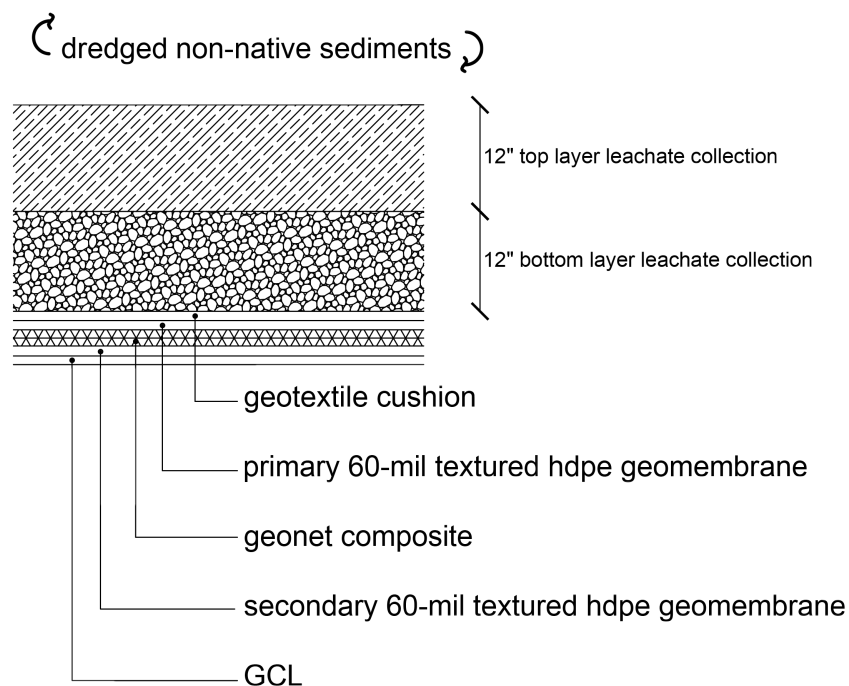 dredged non-native sediments
12" top layer leachate collection
12" bottom layer leachate collection
geotextile cushion
primary 60-mil textured hdpe geomembrane
geonet composite
secondary 60-mil textured hdpe geomembrane
GCL